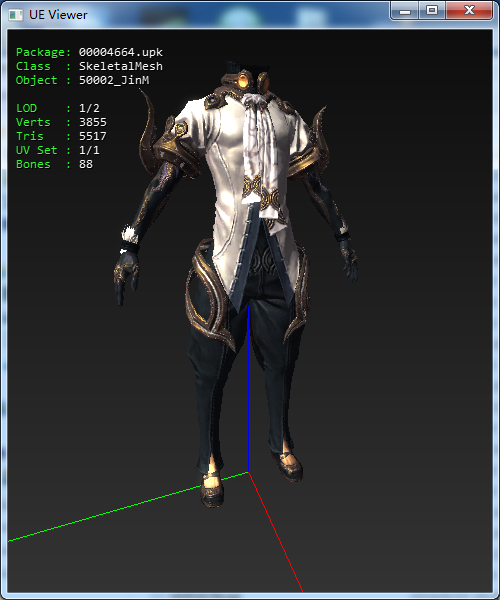 UE Viewer
Package: 00004664.upk
Class  : SkeletalMesh
Object : 50002_JinM
LOD    : 1/2
Verts  : 3855
Tris   : 5517
UV Set : 1/1
Bones  : 88